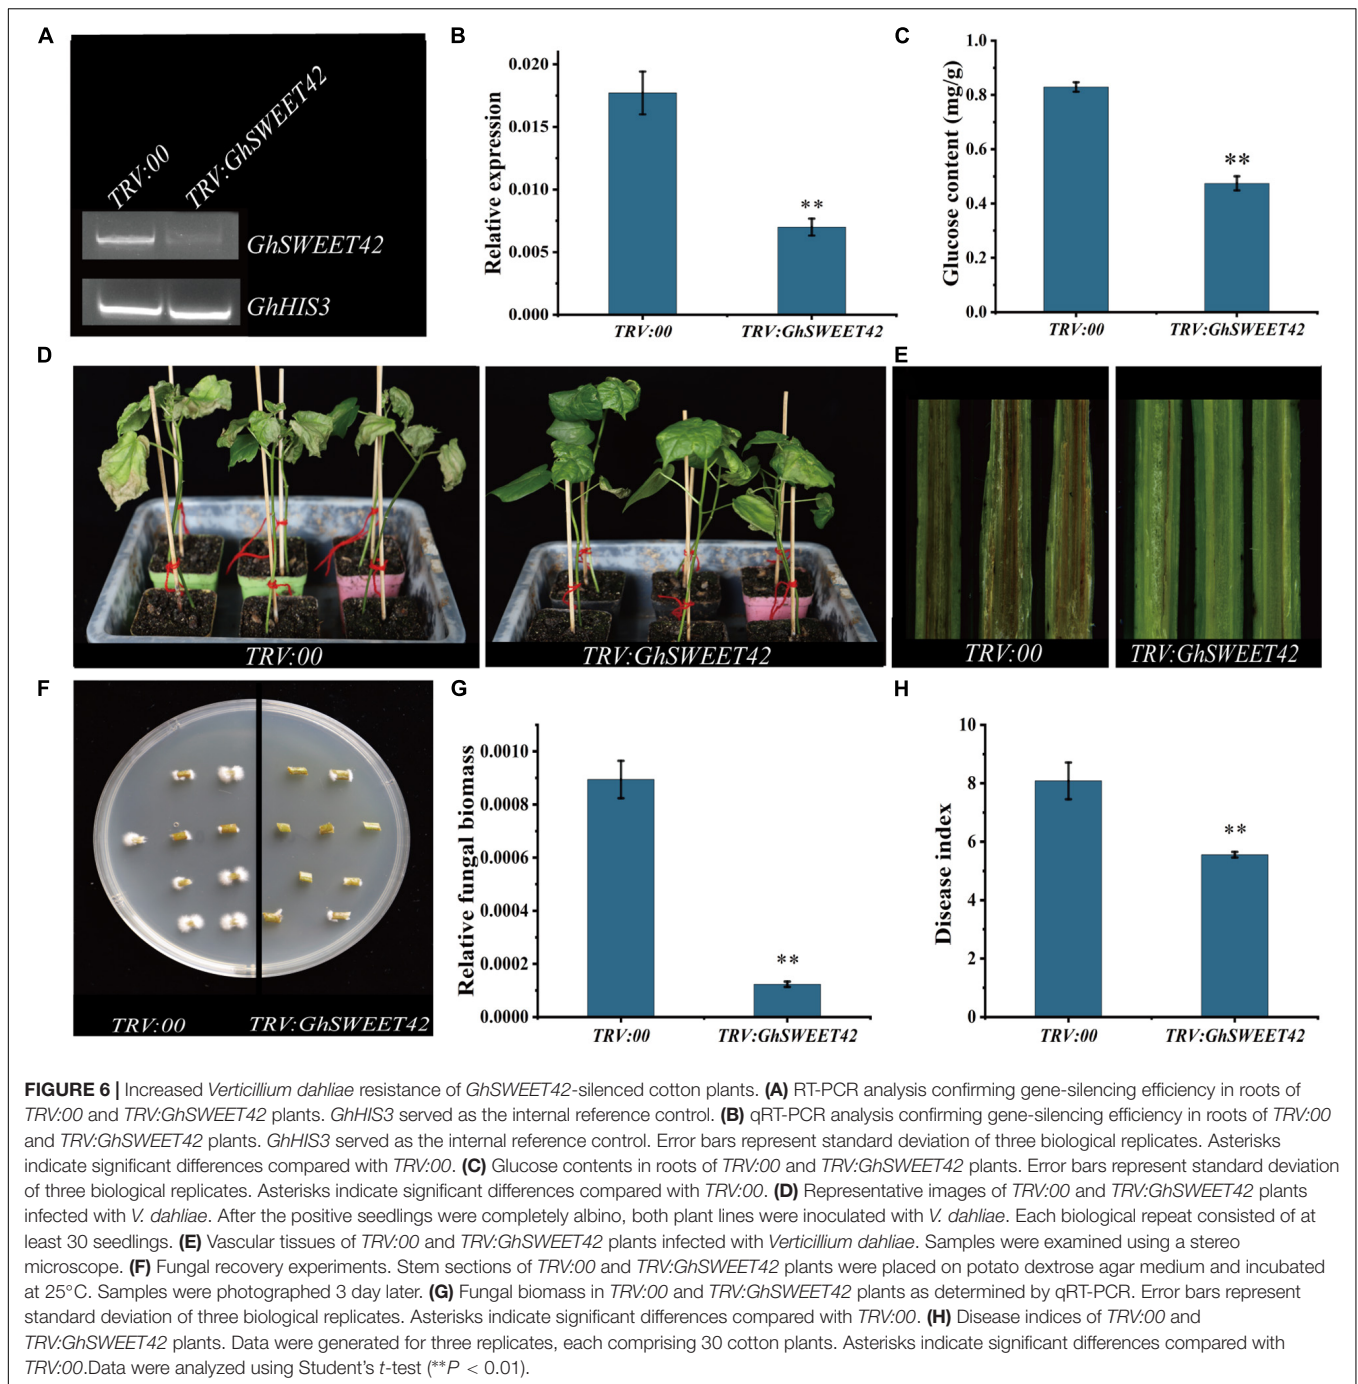 A
TRV:00
TRV:GhSWEET42
GhSWEET42
GhHIS3
B
Relative expression
0.020
0.015
0.010
0.005
0.000
**
TRV:00
TRV:GhSWEET42
C
Glucose content (mg/g)
1.0
0.8
0.6
0.4
0.2
0.0
**
TRV:00
TRV:GhSWEET42
D
TRV:00
TRV:GhSWEET42
E
TRV:00
TRV:GhSWEET42
F
TRV:00
TRV:GhSWEET42
G
Relative fungal biomass
0.0010
0.0008
0.0006
0.0004
0.0002
0.0000
**
TRV:00
TRV:GhSWEET42
H
Disease index
10
8
6
4
2
0
**
TRV:00
TRV:GhSWEET42
FIGURE 6 | Increased Verticillium dahliae resistance of GhSWEET42-silenced cotton plants. (A) RT-PCR analysis confirming gene-silencing efficiency in roots of
TRV:00 and TRV:GhSWEET42 plants. GhHIS3 served as the internal reference control. (B) qRT-PCR analysis confirming gene-silencing efficiency in roots of TRV:00
and TRV:GhSWEET42 plants. GhHIS3 served as the internal reference control. Error bars represent standard deviation of three biological replicates. Asterisks
indicate significant differences compared with TRV:00. (C) Glucose contents in roots of TRV:00 and TRV:GhSWEET42 plants. Error bars represent standard deviation
of three biological replicates. Asterisks indicate significant differences compared with TRV:00. (D) Representative images of TRV:00 and TRV:GhSWEET42 plants
infected with V. dahliae. After the positive seedlings were completely albino, both plant lines were inoculated with V. dahliae. Each biological repeat consisted of at
least 30 seedlings. (E) Vascular tissues of TRV:00 and TRV:GhSWEET42 plants infected with Verticillium dahliae. Samples were examined using a stereo
microscope. (F) Fungal recovery experiments. Stem sections of TRV:00 and TRV:GhSWEET42 plants were placed on potato dextrose agar medium and incubated
at 25°C. Samples were photographed 3 day later. (G) Fungal biomass in TRV:00 and TRV:GhSWEET42 plants as determined by qRT-PCR. Error bars represent
standard deviation of three biological replicates. Asterisks indicate significant differences compared with TRV:00. (H) Disease indices of TRV:00 and
TRV:GhSWEET42 plants. Data were generated for three replicates, each comprising 30 cotton plants. Asterisks indicate significant differences compared with
TRV:00.Data were analyzed using Student's t-test (**P < 0.01).